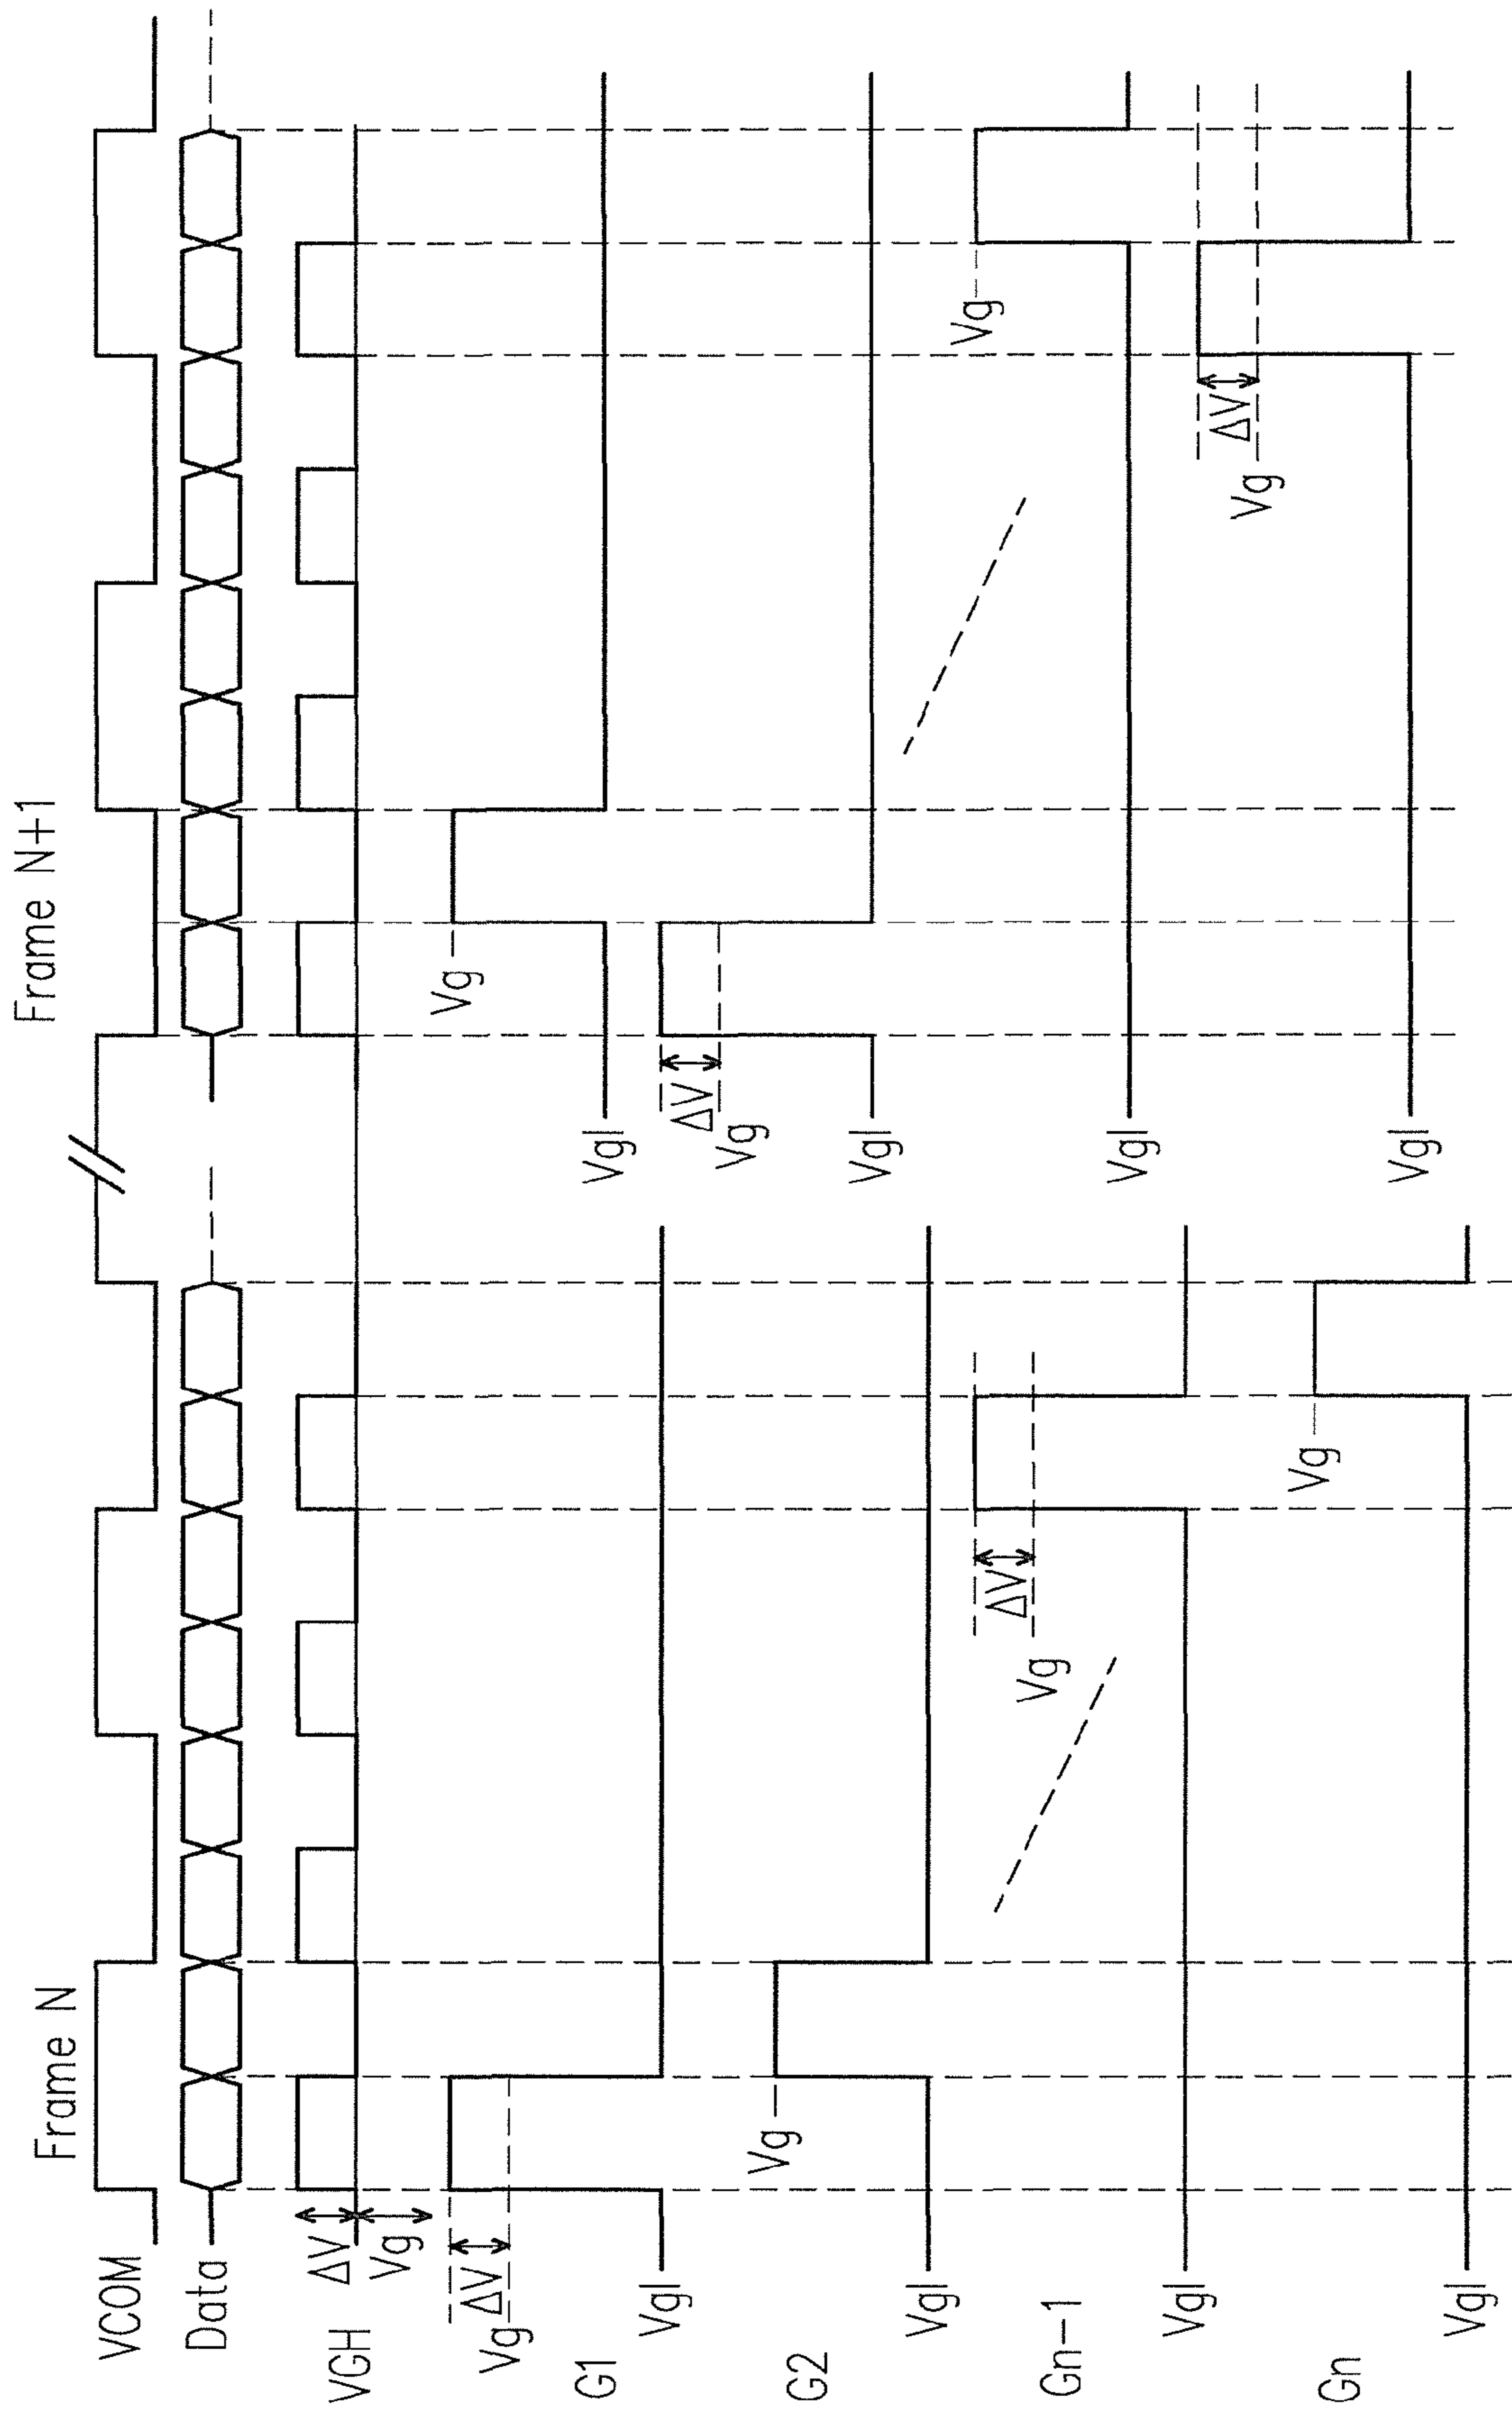 Frame N
Frame N+1
VCOM
Data
VGH
ΔV
Vg
ΔV
Vg
G1
Vgl
Vgl
Vg
Vg
ΔV
Vg
G2
Vgl
Vgl
Gn-1
ΔV
Vg
Vgl
Vg
Vgl
Gn
Vg
Vgl
ΔV
Vg
Vgl